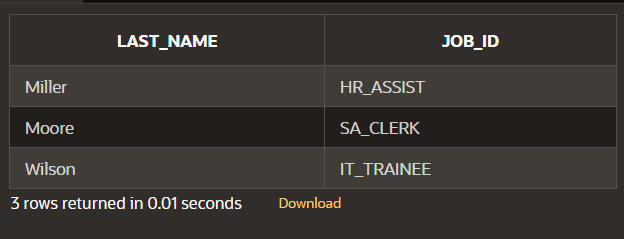 LAST_NAME JOB_ID
Miller HR_ASSIST
Moore SA_CLERK
Wilson IT_TRAINEE
3 rows returned in 0.01 seconds Download